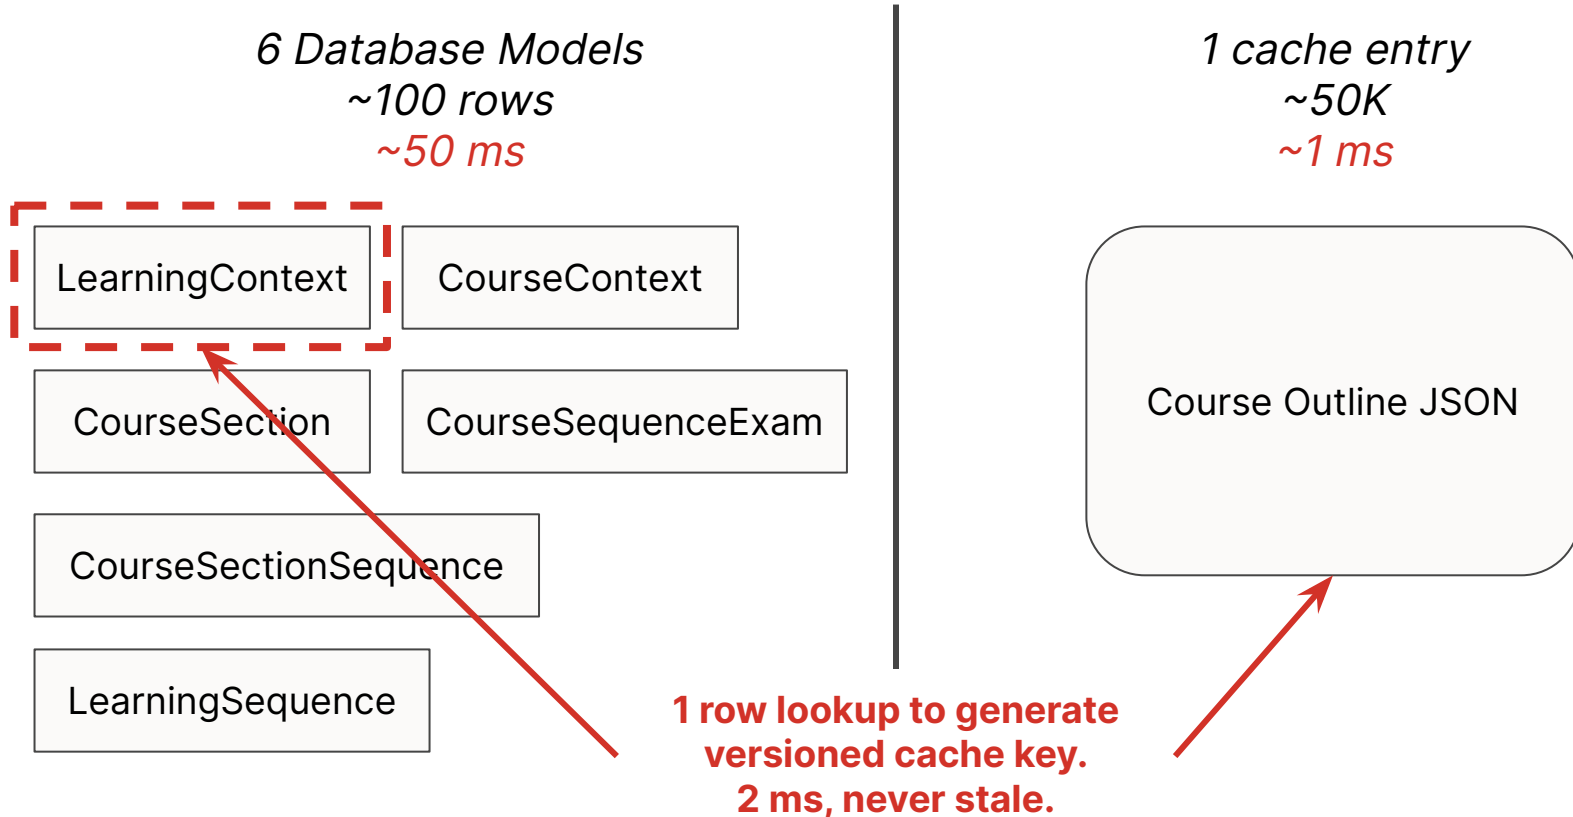 6 Database Models
~100 rows
~50 ms
1 cache entry
~50K
~1 ms
LearningContext
CourseContext
CourseSection
CourseSequenceExam
CourseSectionSequence
LearningSequence
Course Outline JSON
1 row lookup to generate
versioned cache key.
2 ms, never stale.